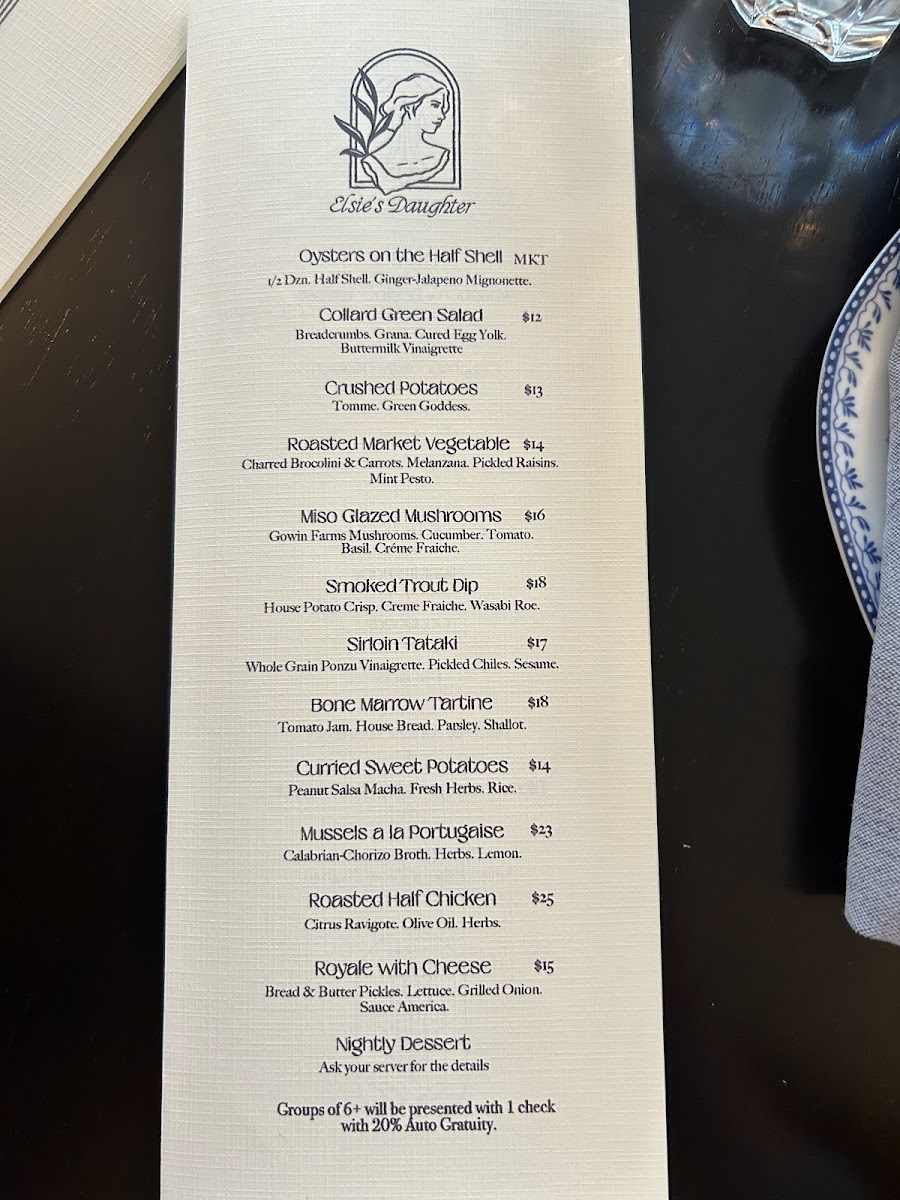 Elsie's Daughter
Oysters on the Half Shell MKT
1/2 Dzn. Half Shell. Ginger-Jalapeno Mignonette.
Collard Green Salad $12
Breadcrumbs. Grana. Cured Egg Yolk.
Buttermilk Vinaigrette
Crushed Potatoes $13
Tomme. Green Goddess.
Roasted Market Vegetable $14
Charred Brocolini & Carrots. Melanzana. Pickled Raisins.
Mint Pesto.
Miso Glazed Mushrooms $16
Gowin Farms Mushrooms. Cucumber. Tomato.
Basil. Créme Fraiche.
Smoked Trout Dip $18
House Potato Crisp. Creme Fraiche. Wasabi Roe.
Sirloin Tataki $17
Whole Grain Ponzu Vinaigrette. Pickled Chiles. Sesame.
Bone Marrow Tartine $18
Tomato Jam. House Bread. Parsley. Shallot.
Curried Sweet Potatoes $14
Peanut Salsa Macha. Fresh Herbs. Rice.
Mussels a la Portugaise $23
Calabrian-Chorizo Broth. Herbs. Lemon.
Roasted Half Chicken $25
Citrus Ravigote. Olive Oil. Herbs.
Royale with Cheese $15
Bread & Butter Pickles. Lettuce. Grilled Onion.
Sauce America.
Nightly Dessert
Ask your server for the details
Groups of 6+ will be presented with 1 check
with 20% Auto Gratuity.